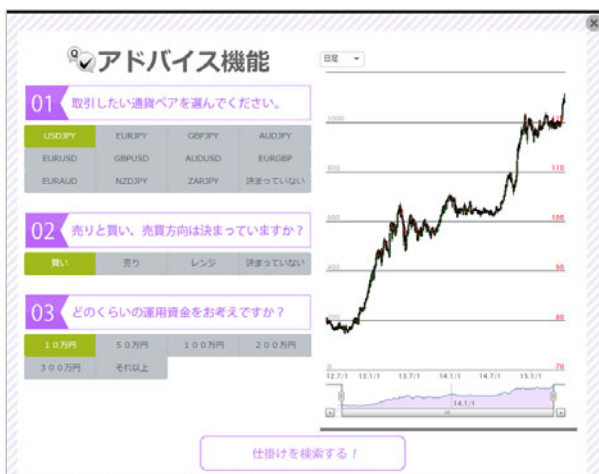 アドバイス機能
01 取引したい通貨ペアを選んでください。
USDJPY EURJPY GBPJPY AUDJPY
EURUSD GBPUSD AUDUSD EURGBP
EURAUD NZDJPY ZARJPY 決まっていない
02 売りと買い、売買方向は決まっていますか？
買い 売り レンジ 決まっていない
03 どのくらいの運用資金をお考えですか？
10万円 50万円 100万円 200万円
300万円 それ以上
日足
1000
800 110
600 100
400 90
200 80
0 70
12.7/1 13.1/1 13.7/1 14.1/1 14.7/1 15.1/1
14.1/1
仕掛けを検索する！